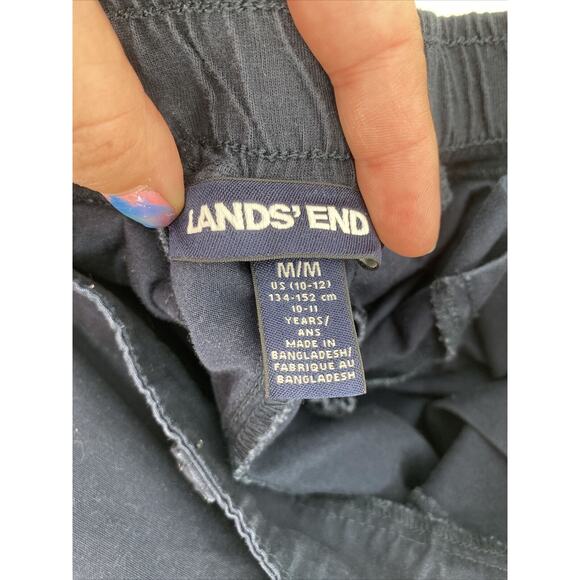 LANDS' END
M/M
US (10-12)
134-152 cm
10-11
YEARS/
ANS
MADE IN
BANGLADESH/
FABRIQUE AU
BANGLADESH